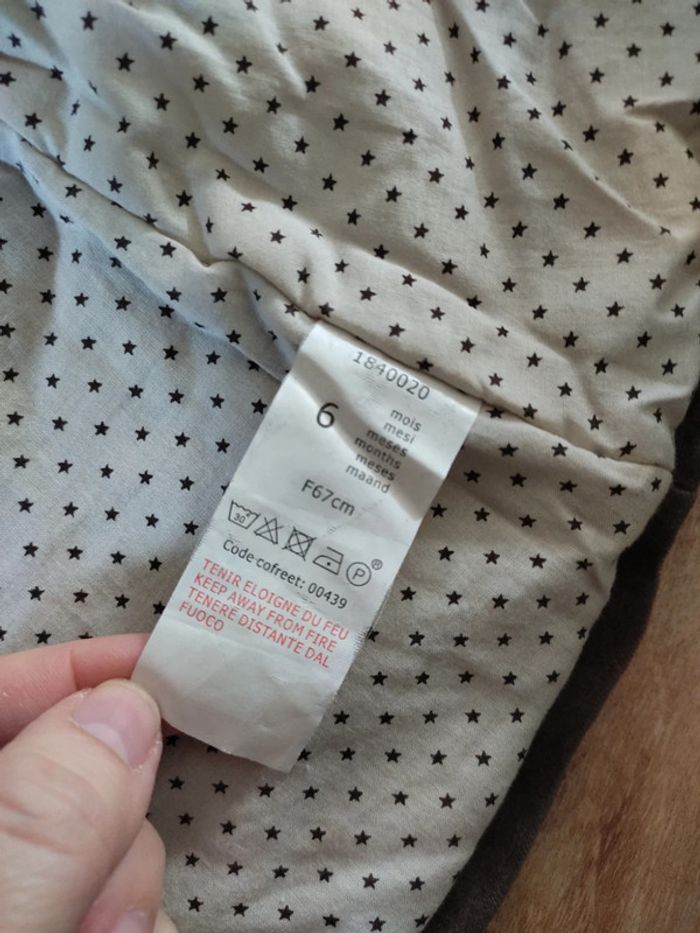 1840020
6
mois
mesi
meses
months
meses
maand
F67cm
30 P ®
Code cofreet: 00439
TENIR ELOIGNE DU FEU
KEEP AWAY FROM FIRE
TENERE DISTANTE DAL
FUOCO